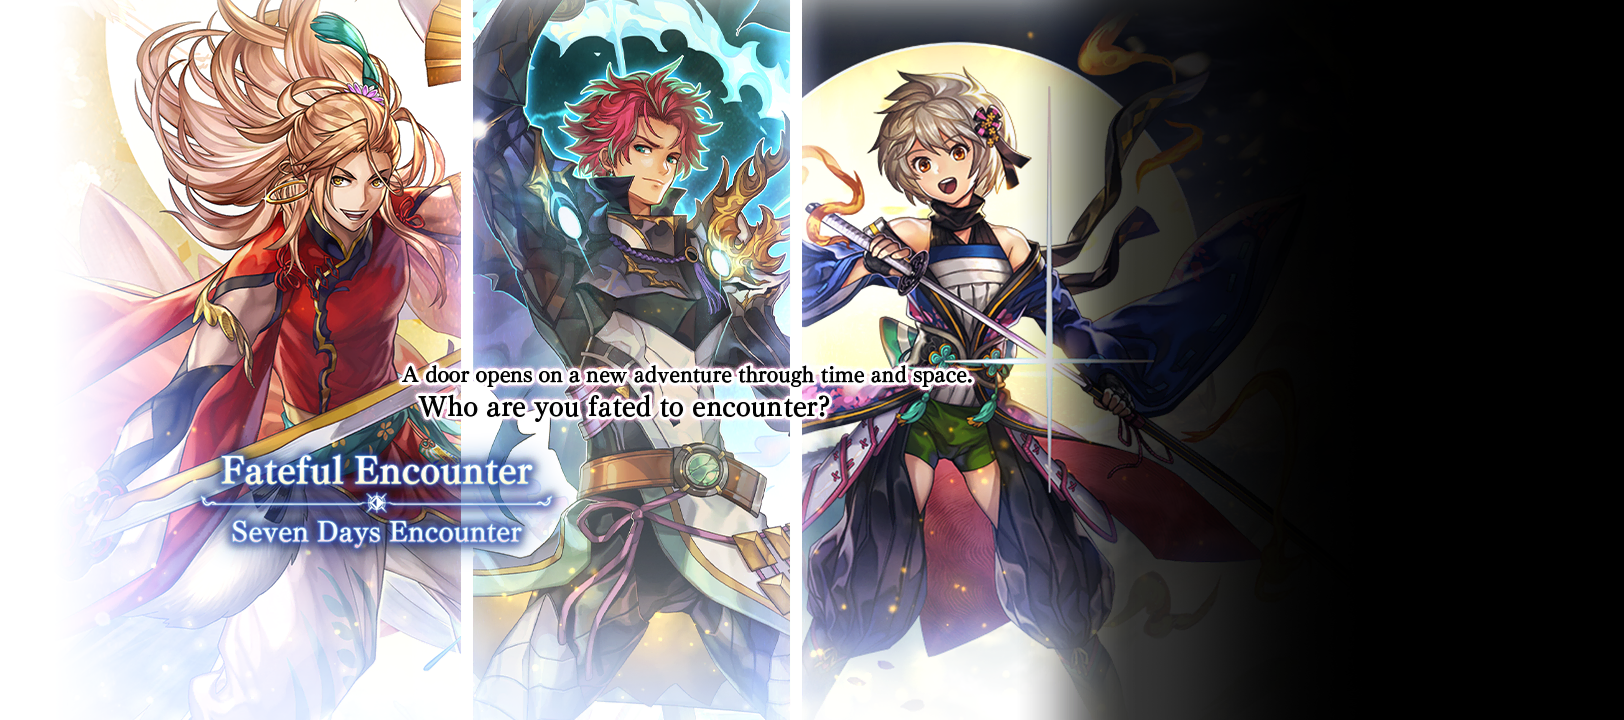 A door opens on a new adventure through time and space.
Who are you fated to encounter?
Fateful Encounter
Seven Days Encounter